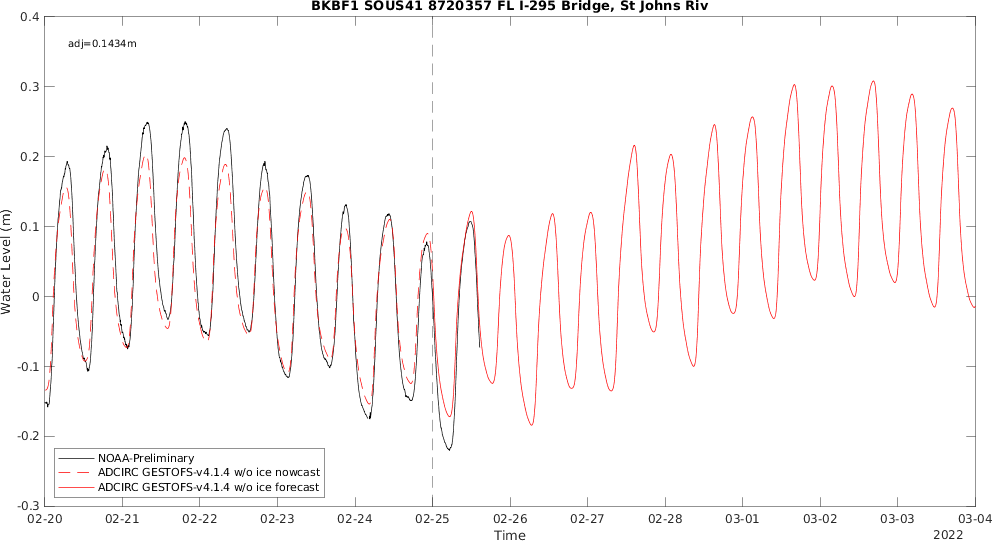 BKBF1 SOUS41 8720357 FL I-295 Bridge, St Johns Riv
adj=0.1434m
0.4
0.3
0.2
0.1
0
-0.1
-0.2
-0.3
Water Level (m)
NOAA-Preliminary
ADCIRC GESTOFS-v4.1.4 w/o ice nowcast
ADCIRC GESTOFS-v4.1.4 w/o ice forecast
02-20 02-21 02-22 02-23 02-24 02-25 02-26 02-27 02-28 03-01 03-02 03-03 03-04
Time
2022